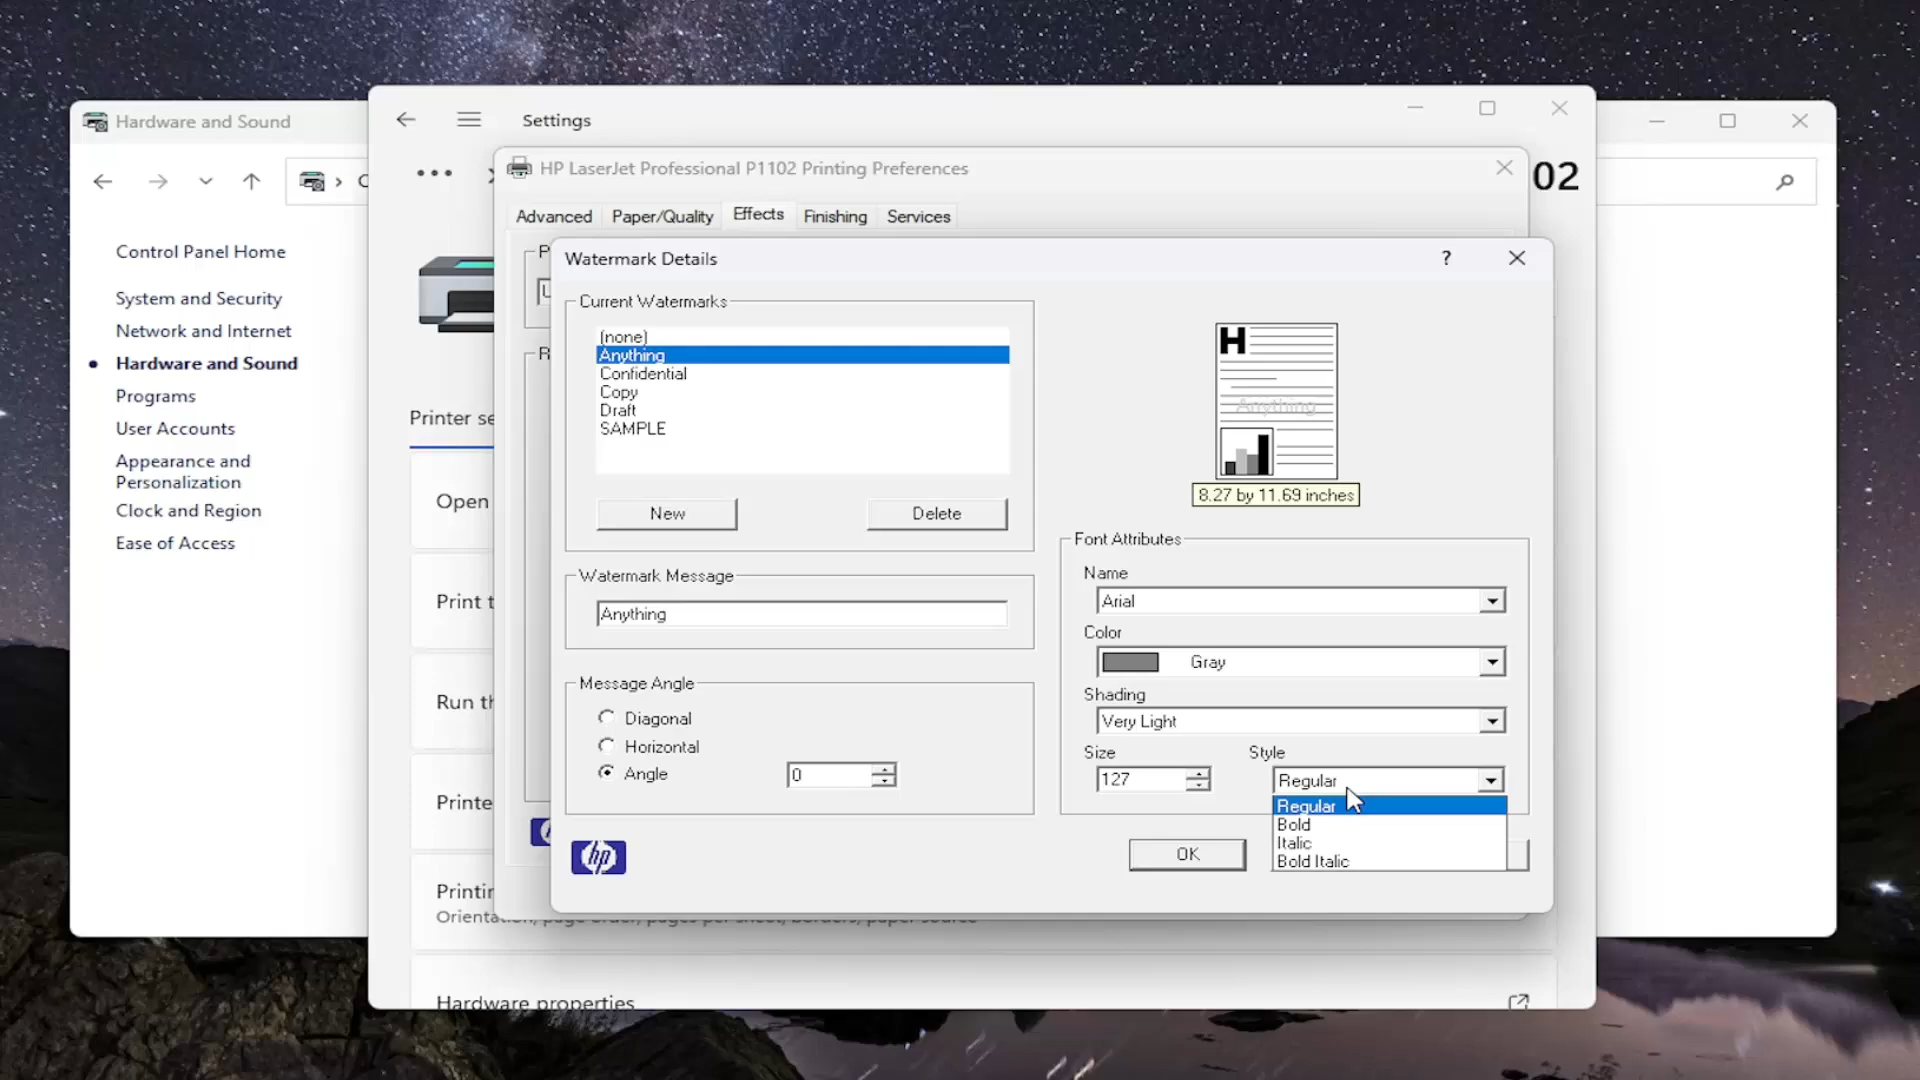 Hardware and Sound
Control Panel Home
System and Security
Network and Internet
Hardware and Sound
Programs
User Accounts
Appearance and
Personalization
Clock and Region
Ease of Access
Settings
02
Printer se
Open
Print t
Run th
Printe
Printin
Hardware properties
HP LaserJet Professional P1102 Printing Preferences
Advanced
Paper/Quality
Effects
Finishing
Services
Watermark Details
?
Current Watermarks
(none)
Anything
Confidential
Copy
Draft
SAMPLE
New
Delete
Watermark Message
Anything
Message Angle
Diagonal
Horizontal
Angle
0
hp
H
Anything
8.27 by 11.69 inches
Font Attributes
Name
Arial
Color
Gray
Shading
Very Light
Size
Style
127
Regular
Regular
Bold
Italic
Bold Italic
OK